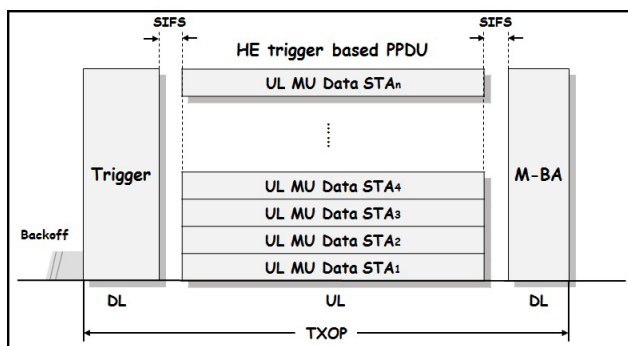 SIFS SIFS
HE trigger based PPDU
UL MU Data STAn
Trigger
M-BA
UL MU Data STA4
UL MU Data STA3
UL MU Data STA2
UL MU Data STA1
Backoff
DL UL DL
TXOP